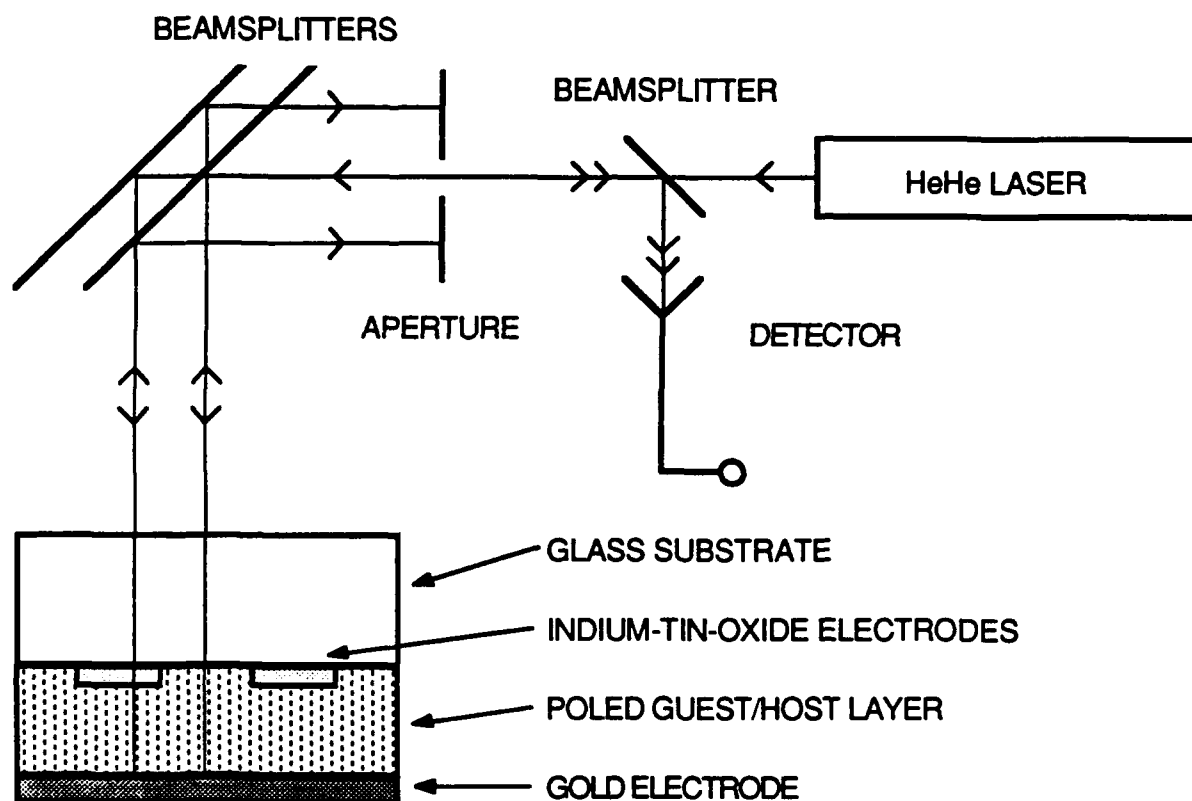 BEAMSPLITTERS
BEAMSPLITTER
HeHe LASER
APERTURE
DETECTOR
GLASS SUBSTRATE
INDIUM-TIN-OXIDE ELECTRODES
POLED GUEST/HOST LAYER
GOLD ELECTRODE